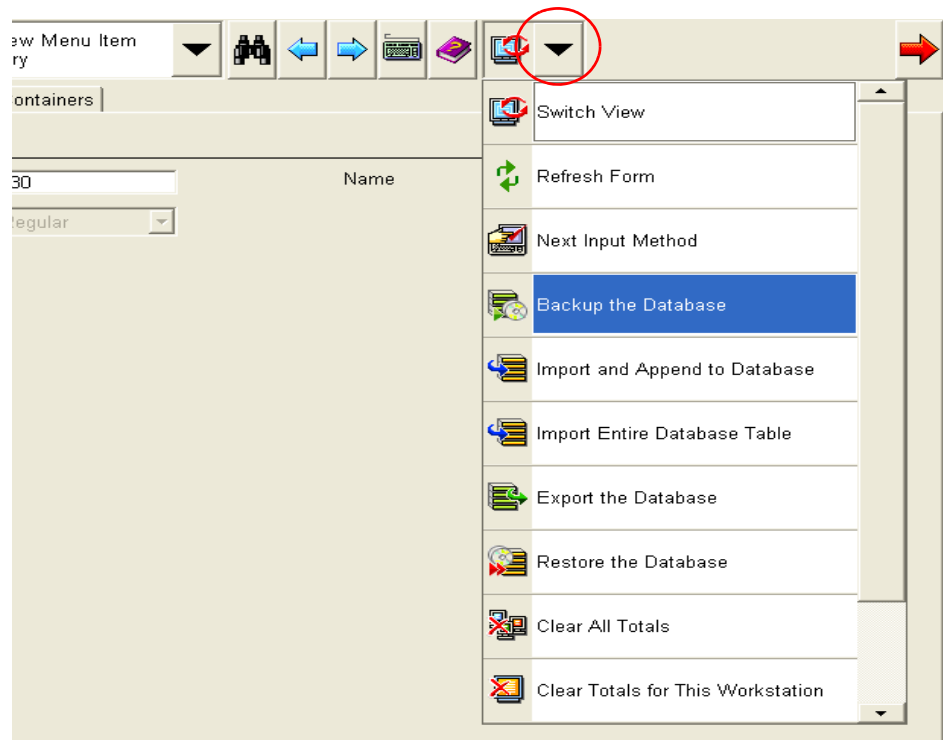 ew Menu Item
ry
ontainers
30
Name
egular
Switch View
Refresh Form
Next Input Method
Backup the Database
Import and Append to Database
Import Entire Database Table
Export the Database
Restore the Database
Clear All Totals
Clear Totals for This Workstation